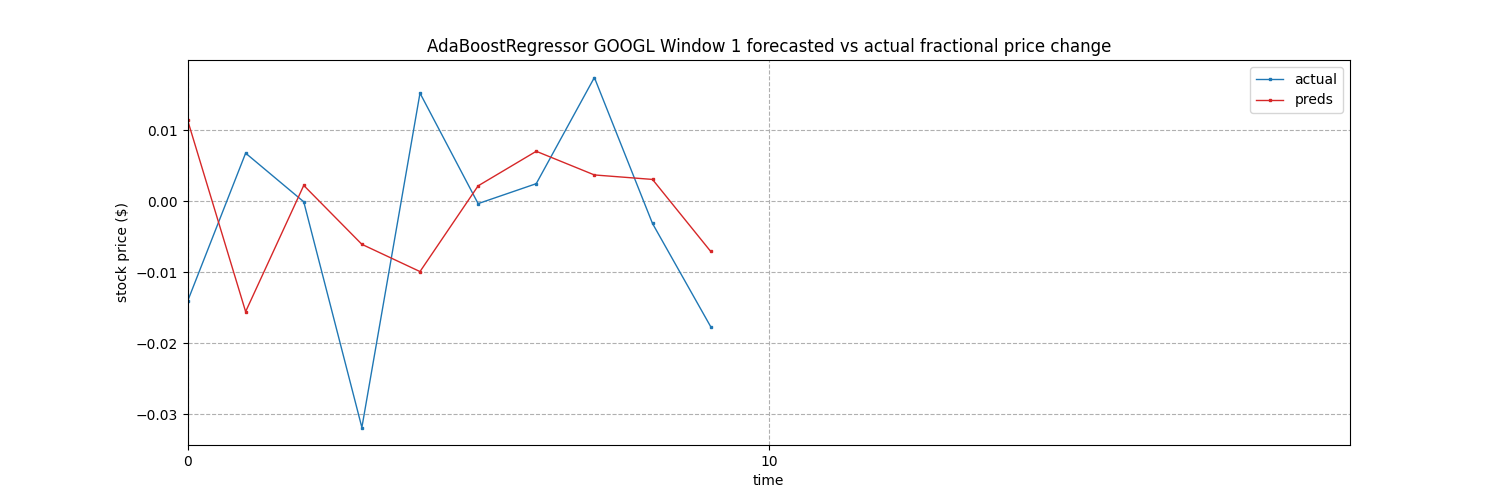 AdaBoostRegressor GOOGL Window 1 forecasted vs actual fractional price change
actual
preds
0.01
0.00
−0.01
−0.02
−0.03
stock price ($)
0
10
time